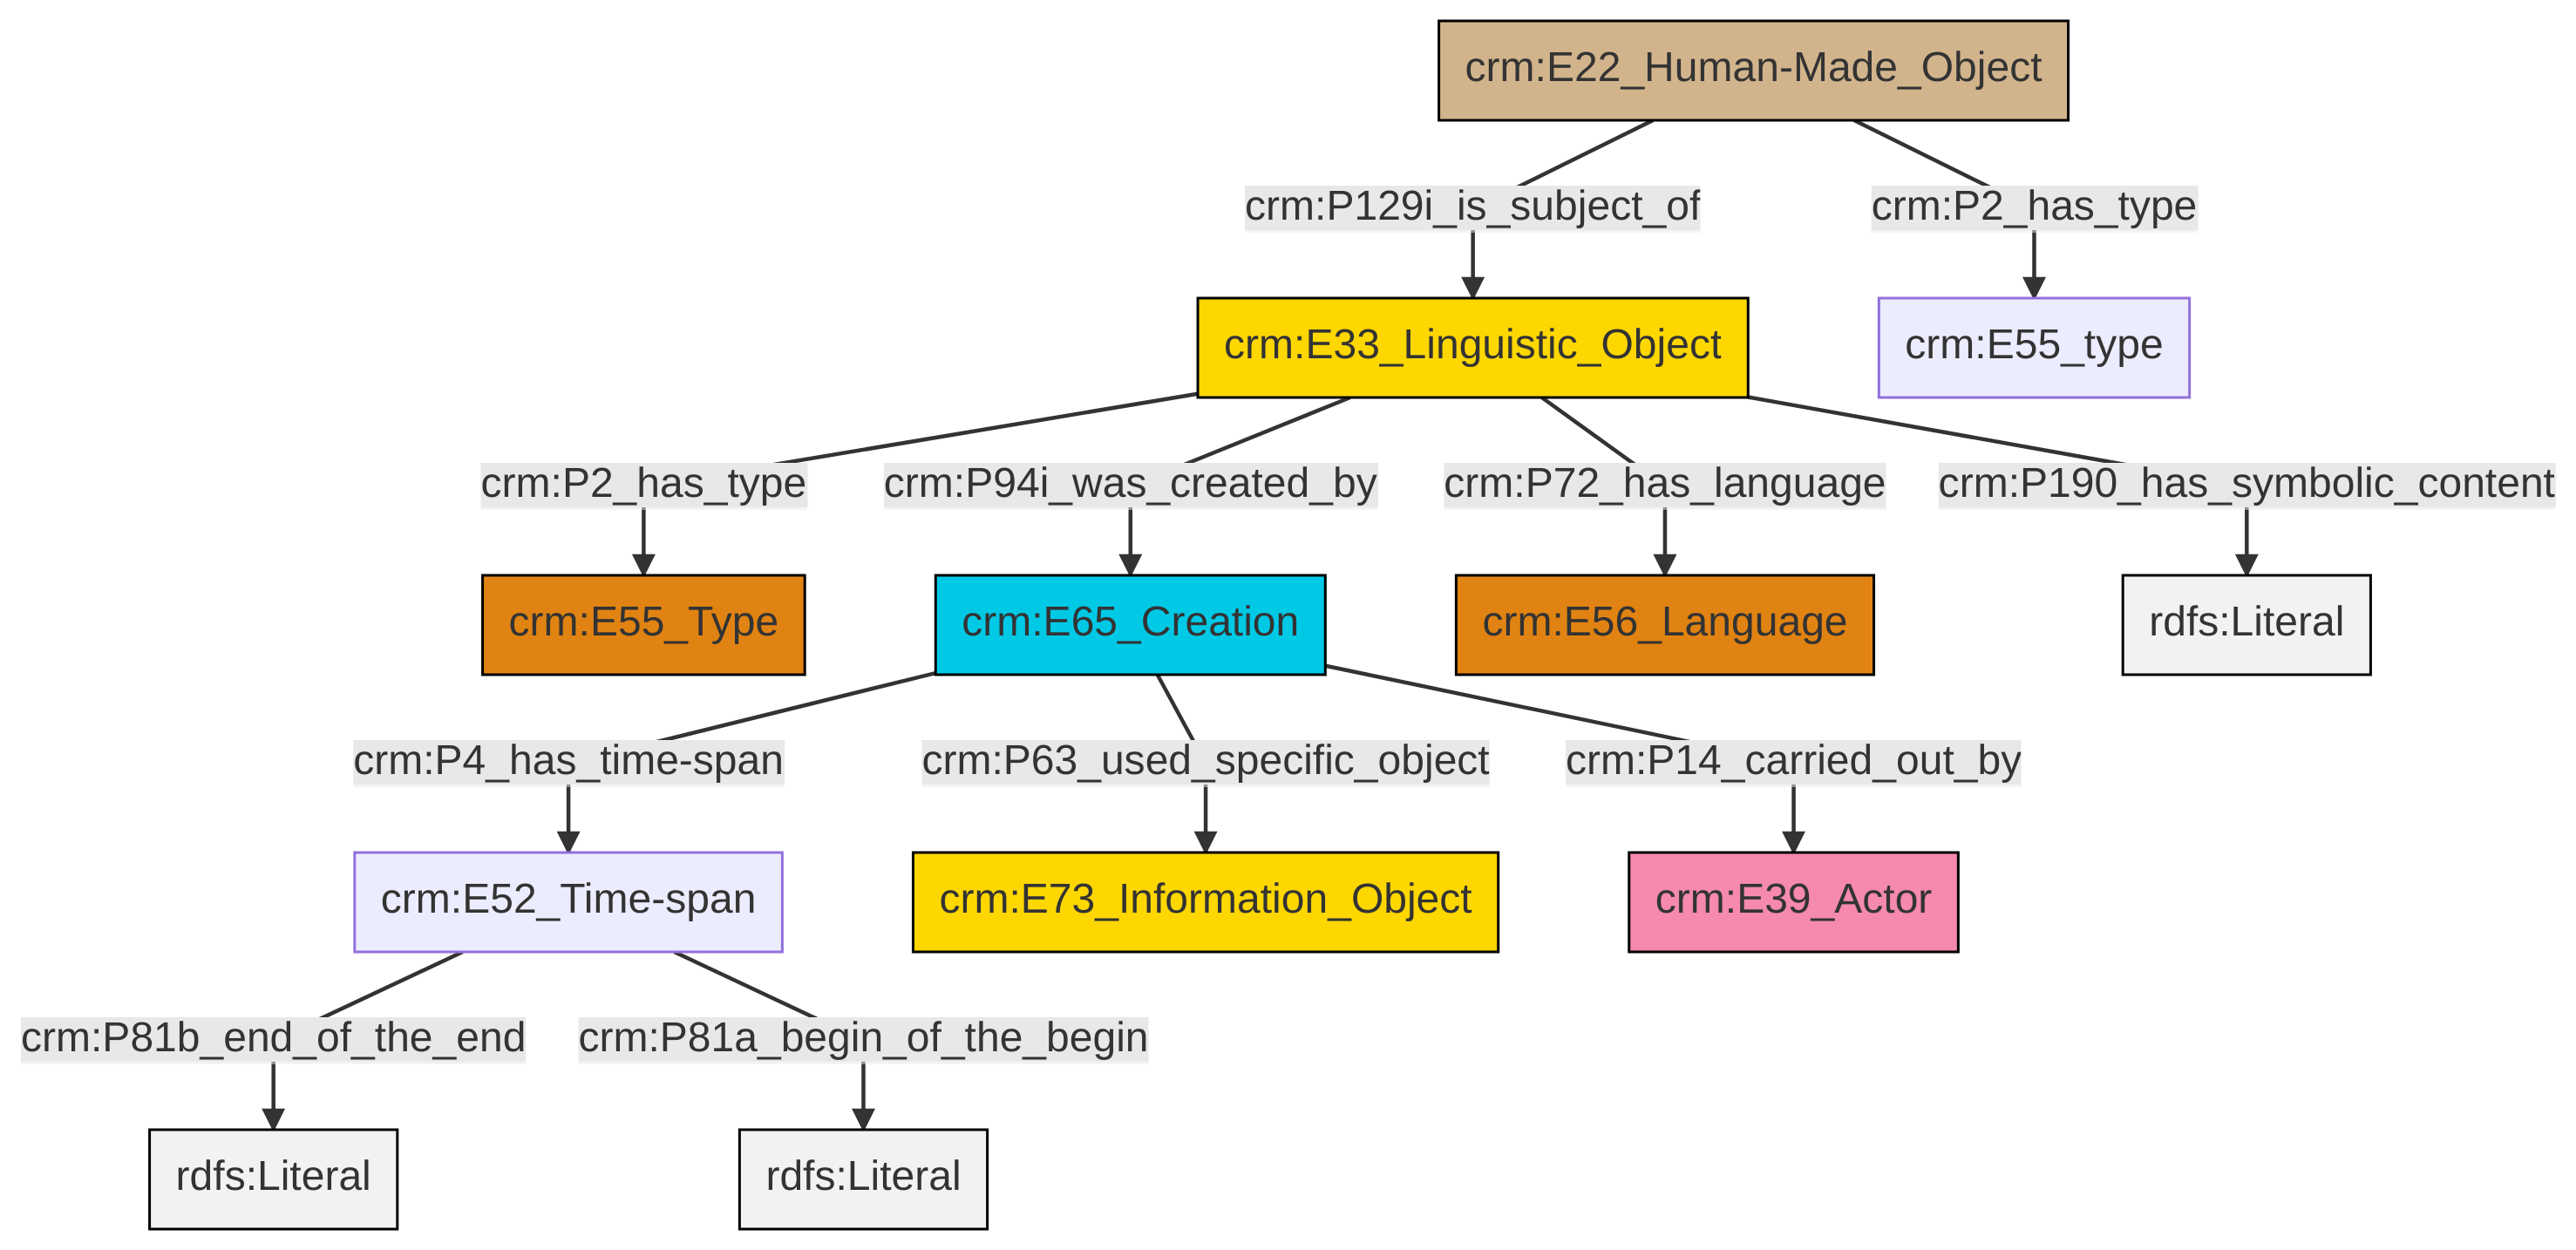 crm:E22_Human-Made_Object
crm:P129i_is_subject_of
crm:P2_has_type
crm:E33_Linguistic_Object
crm:E55_type
crm:P2_has_type
crm:P94i_was_created_by
crm:P72_has_language
crm:P190_has_symbolic_content
crm:E55_Type
crm:E65_Creation
crm:E56_Language
rdfs:Literal
crm:P4_has_time-span
crm:P63_used_specific_object
crm:P14_carried_out_by
crm:E52_Time-span
crm:E73_Information_Object
crm:E39_Actor
crm:P81b_end_of_the_end
crm:P81a_begin_of_the_begin
rdfs:Literal
rdfs:Literal